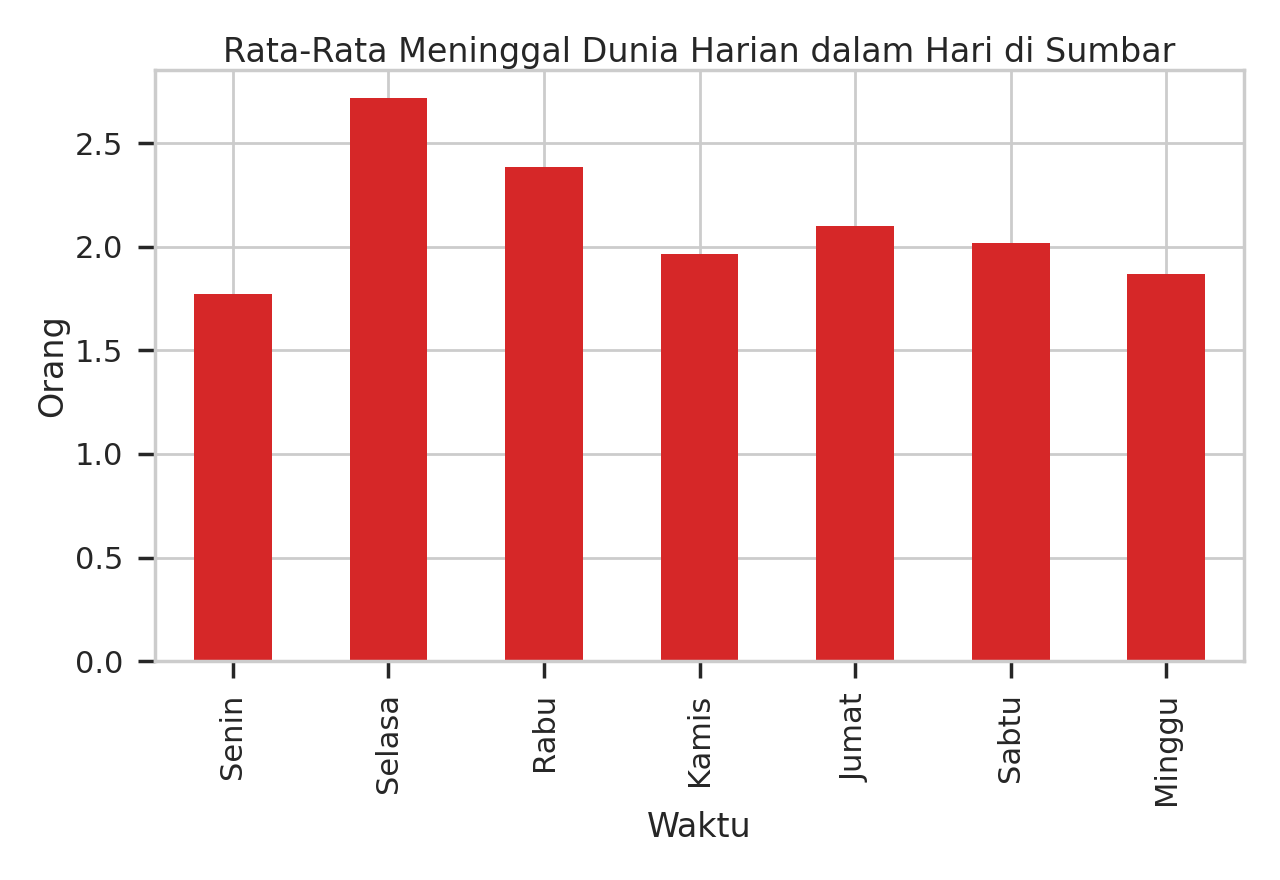 Rata-Rata Meninggal Dunia Harian dalam Hari di Sumbar
Orang
2.5
2.0
1.5
1.0
0.5
0.0
Senin
Selasa
Rabu
Kamis
Jumat
Sabtu
Minggu
Waktu